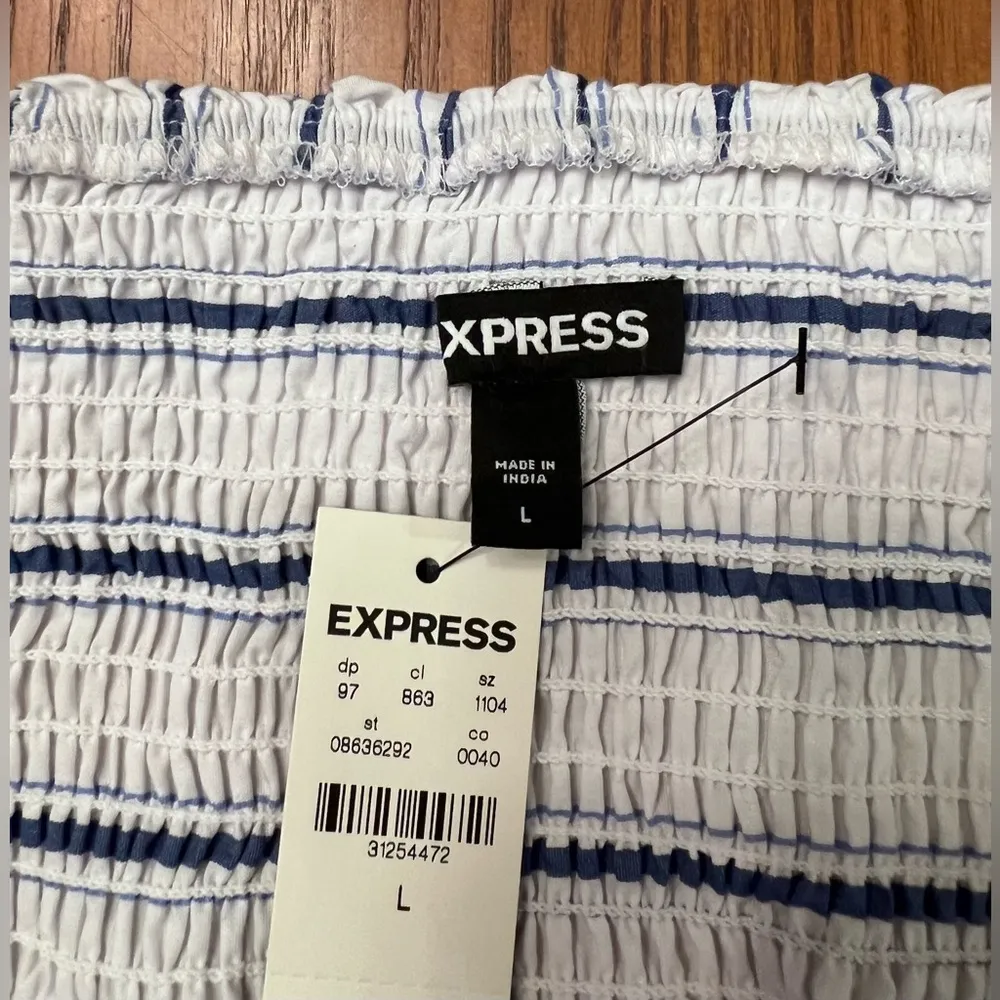 XPRESS
MADE IN
INDIA
L
EXPRESS
dp cl sz
97 863 1104
st co
08636292 0040
31254472
L